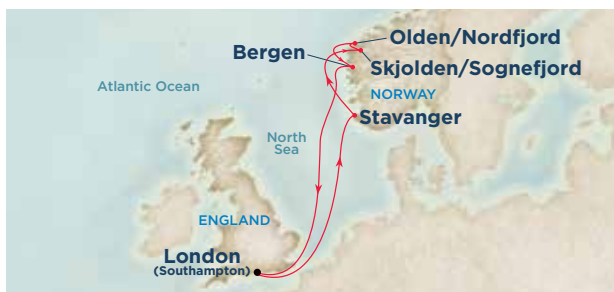 Olden/Nordfjord
Bergen
Skjolden/Sognefjord
Atlantic Ocean
NORWAY
Stavanger
North
Sea
ENGLAND
London
(Southampton)